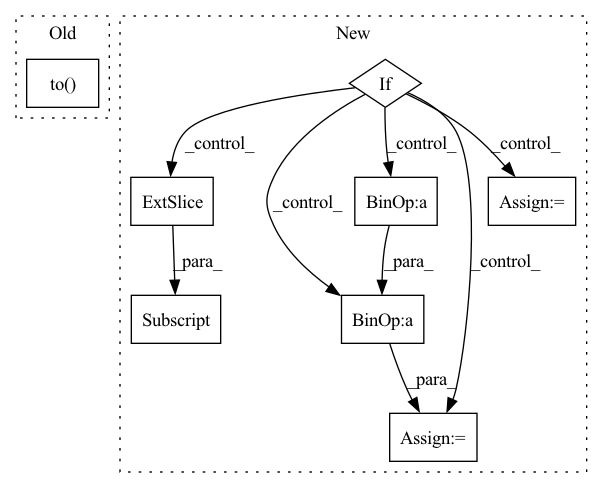 Old
New
to()
If
_control_
_control_
_control_
_control_
_control_
ExtSlice
BinOp:a
Assign:=
_para_
_para_
Subscript
BinOp:a
_para_
Assign:=